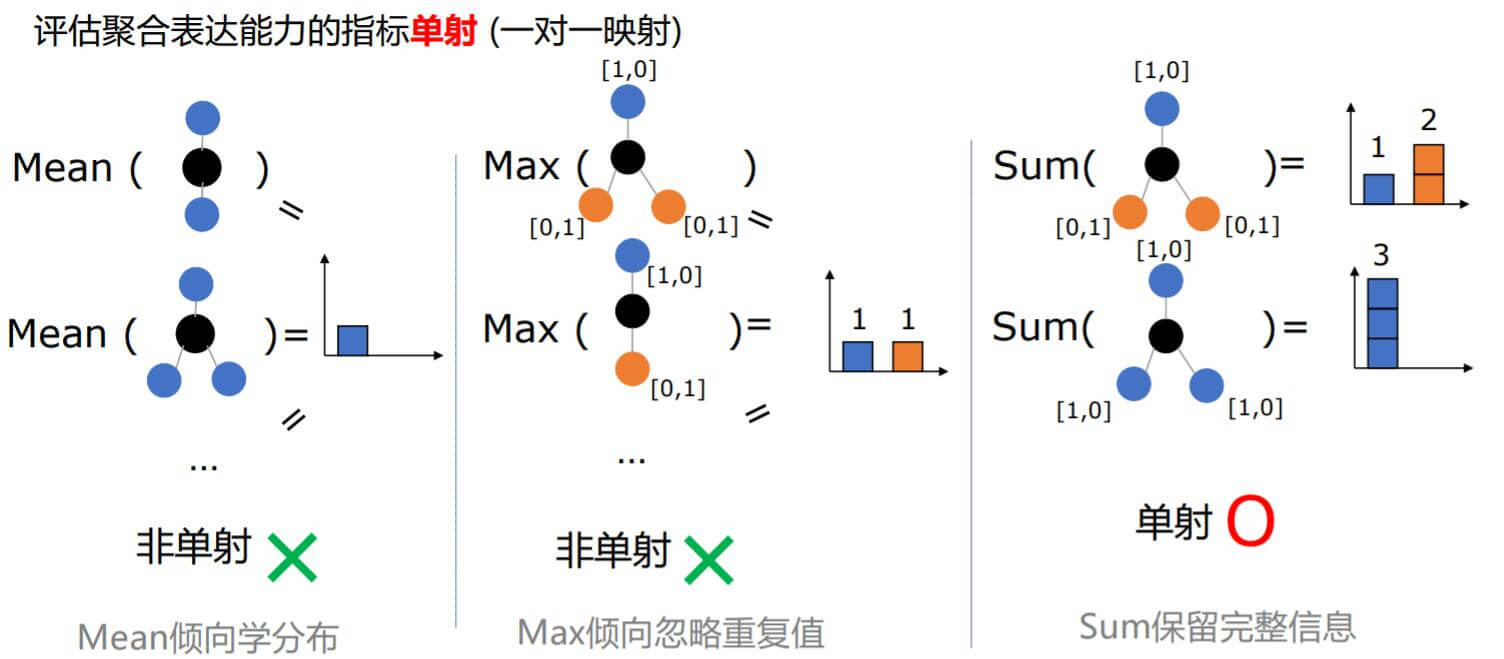 评估聚合表达能力的指标单射 (一对一映射)
Mean ( )
=
Mean ( )=
=
...
非单射 ×
Mean倾向学分布
[1,0]
Max ( )
[0,1]
[0,1]
=
[1,0]
Max ( )=
[0,1]
1 1
=
...
非单射 ×
Max倾向忽略重复值
[1,0]
Sum( )=
[0,1]
[0,1]
1 2
[1,0]
Sum( )=
[1,0]
[1,0]
3
单射 O
Sum保留完整信息